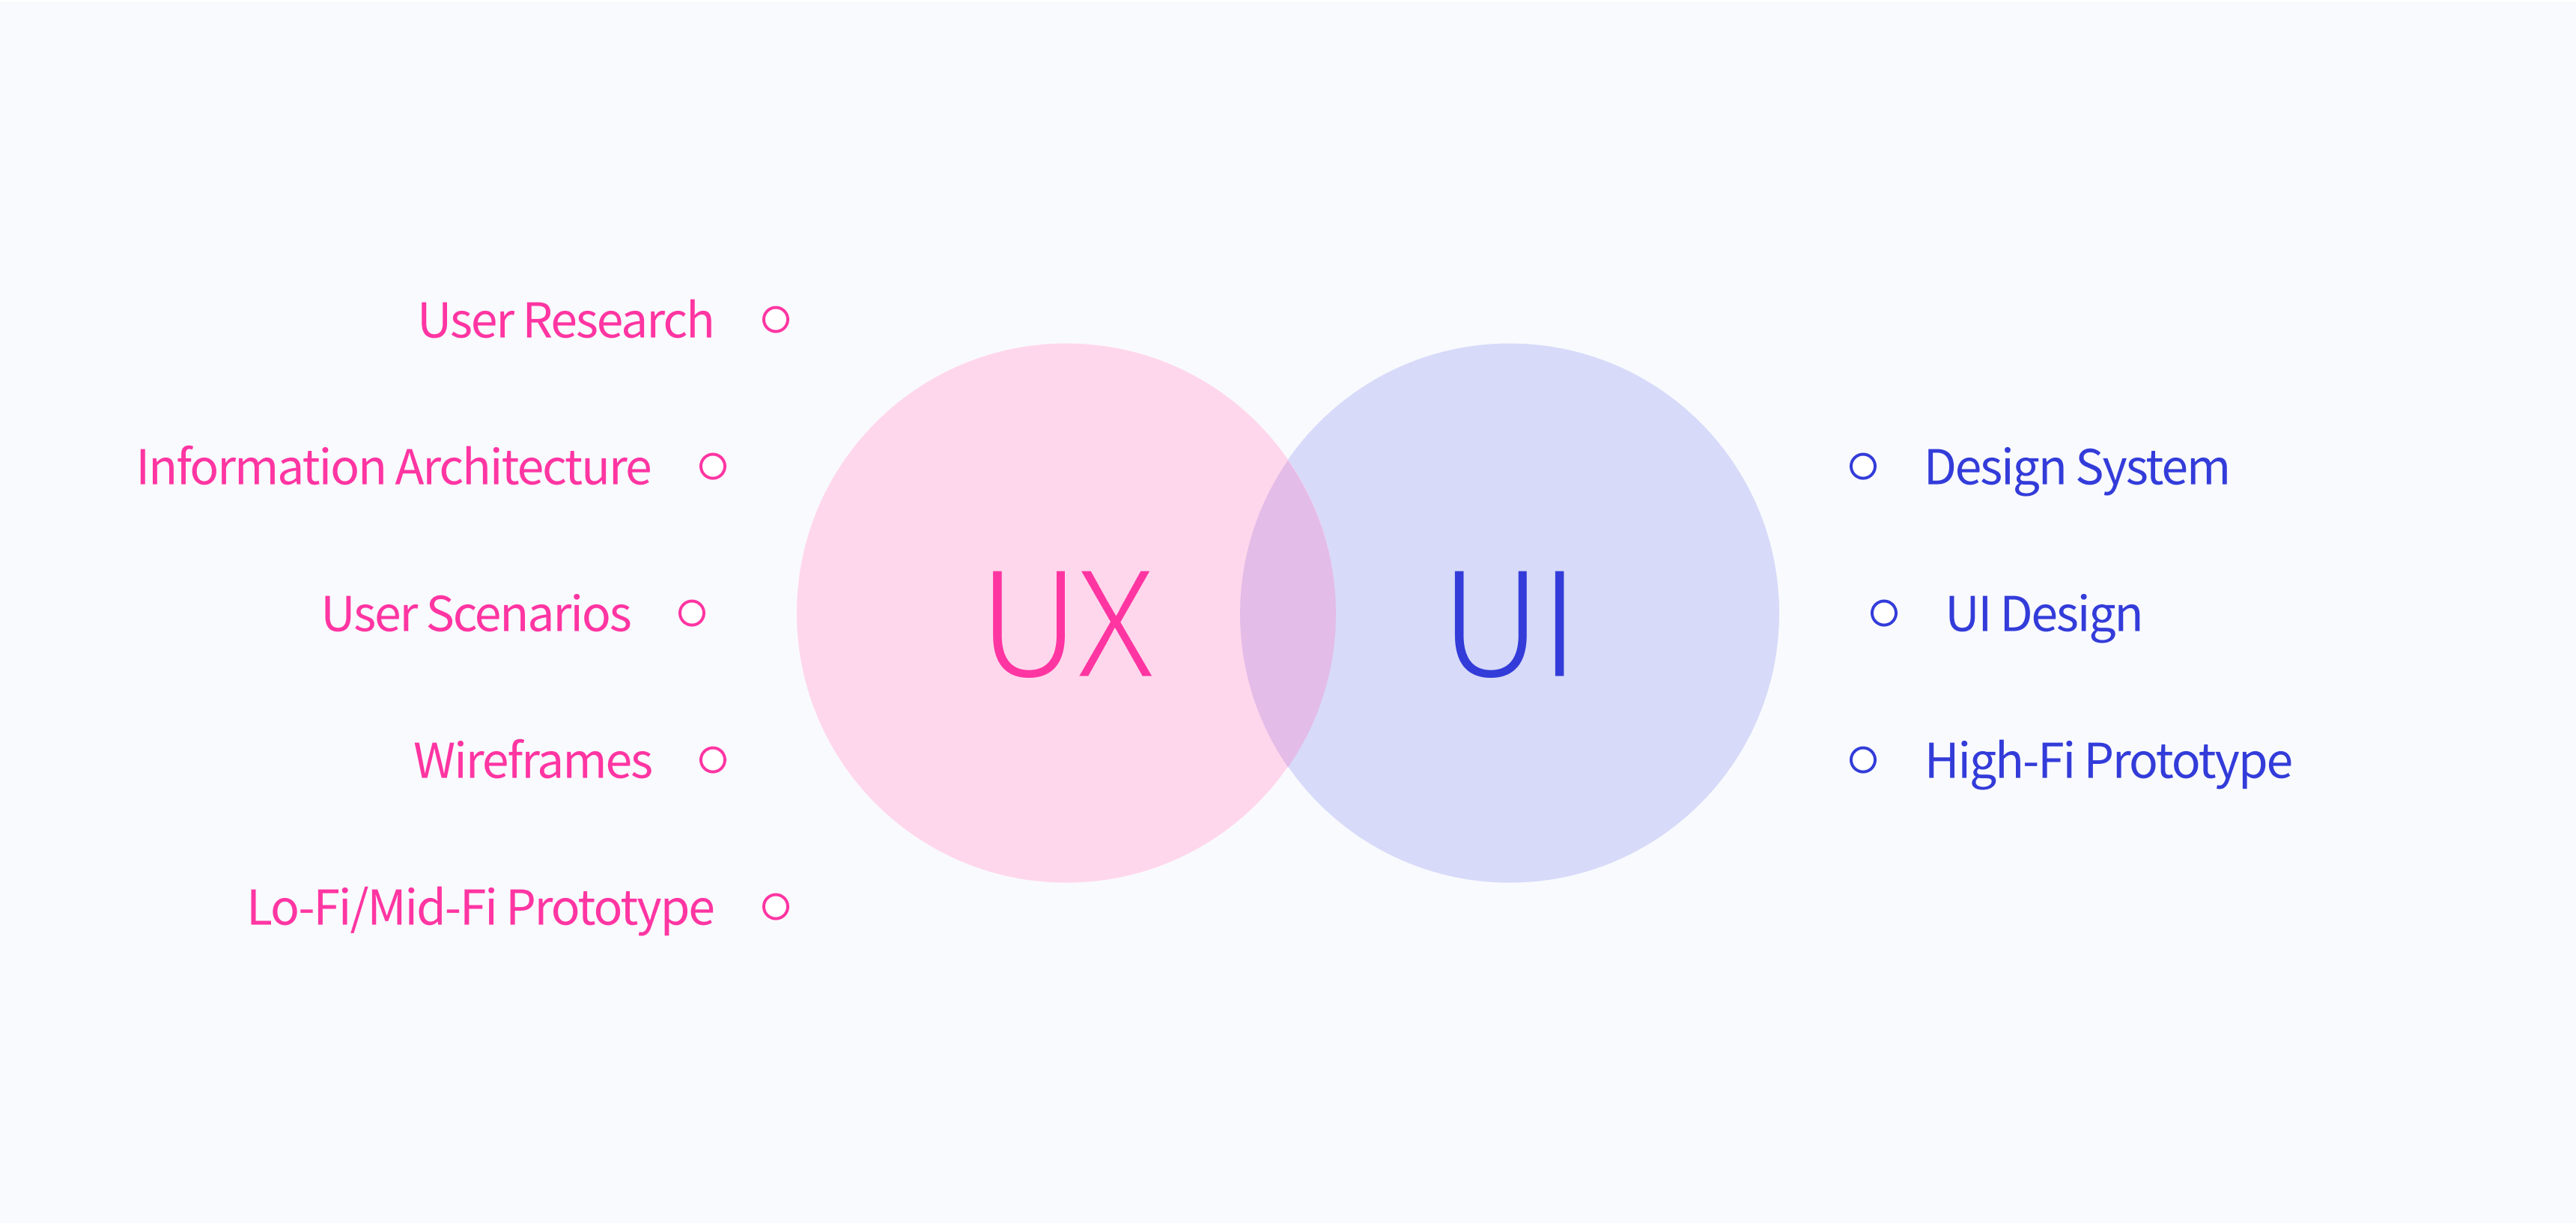 User Research
Information Architecture
User Scenarios
Wireframes
Lo-Fi/Mid-Fi Prototype
UX
UI
Design System
UI Design
High-Fi Prototype